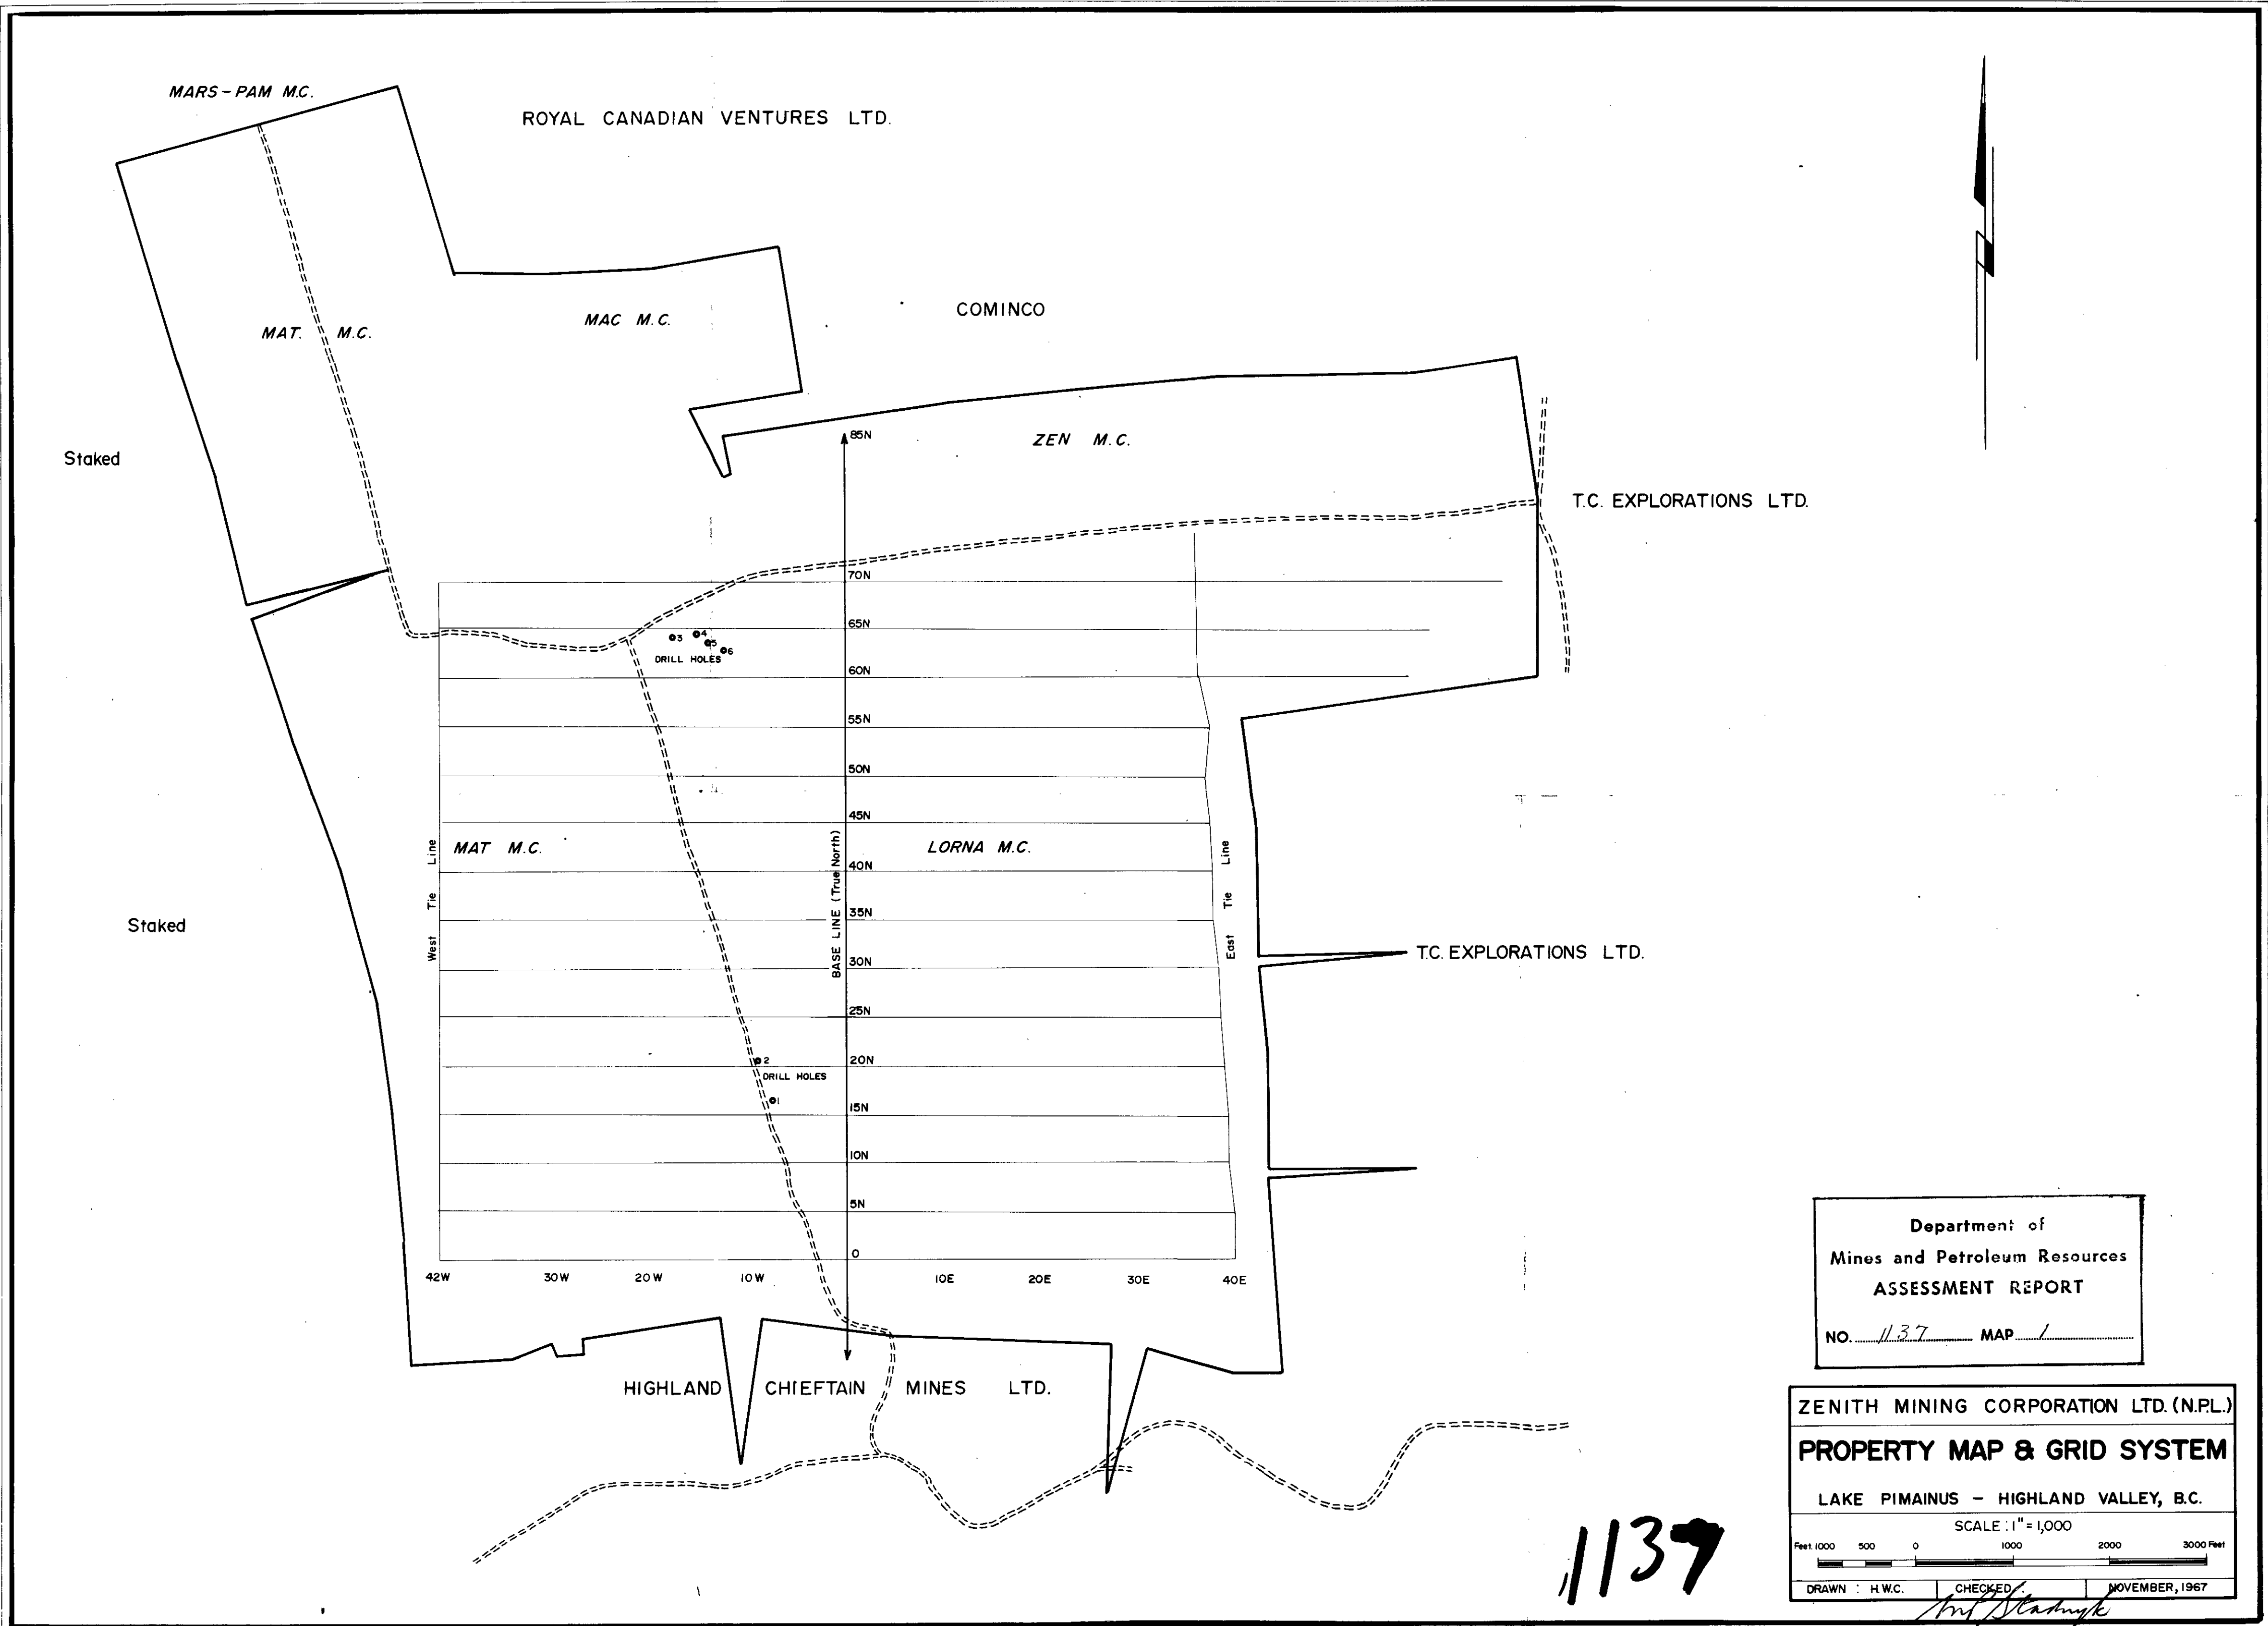 MARS-PAM M.C.
ROYAL CANADIAN VENTURES LTD.
COMINCO
MAC M.C.
MAT. M.C.
ZEN M.C.
85N
Staked
T.C. EXPLORATIONS LTD.
70N
65N
3
4
5
6
DRILL HOLES
60N
55N
50N
45N
MAT M.C.
LORNA M.C.
West Tie Line
BASE LINE (True North)
East Tie Line
40N
35N
Staked
30N
T.C. EXPLORATIONS LTD.
25N
2
20N
DRILL HOLES
1
15N
10N
5N
0
42W 30W 20W 10W 10E 20E 30E 40E
HIGHLAND CHIEFTAIN MINES LTD.
Department of
Mines and Petroleum Resources
ASSESSMENT REPORT
NO. 1137 MAP 1
ZENITH MINING CORPORATION LTD. (N.P.L.)
PROPERTY MAP & GRID SYSTEM
LAKE PIMAINUS - HIGHLAND VALLEY, B.C.
SCALE : 1" = 1,000
Feet 1000 500 0 1000 2000 3000 Feet
DRAWN : H.W.C. CHECKED : NOVEMBER, 1967
1137